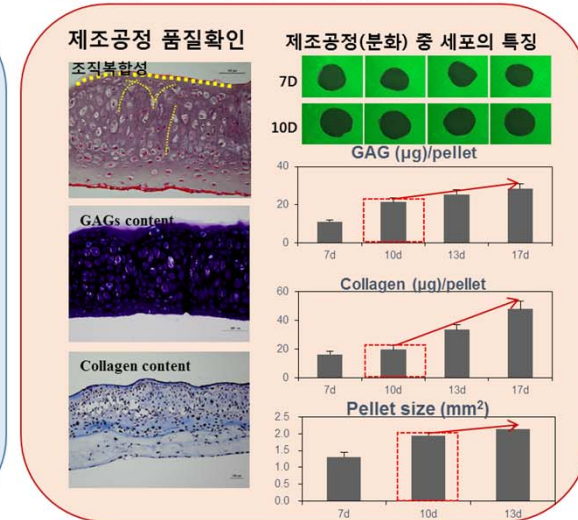 제조공정 품질확인
조직복합성
GAGs content
Collagen content
제조공정(분화) 중 세포의 특징
7D
10D
GAG (μg)/pellet
40
20
0
7d 10d 13d 17d
Collagen (μg)/pellet
60
40
20
0
7d 10d 13d 17d
Pellet size (mm²)
2.5
2.0
1.5
1.0
0.5
0.0
7d 10d 13d